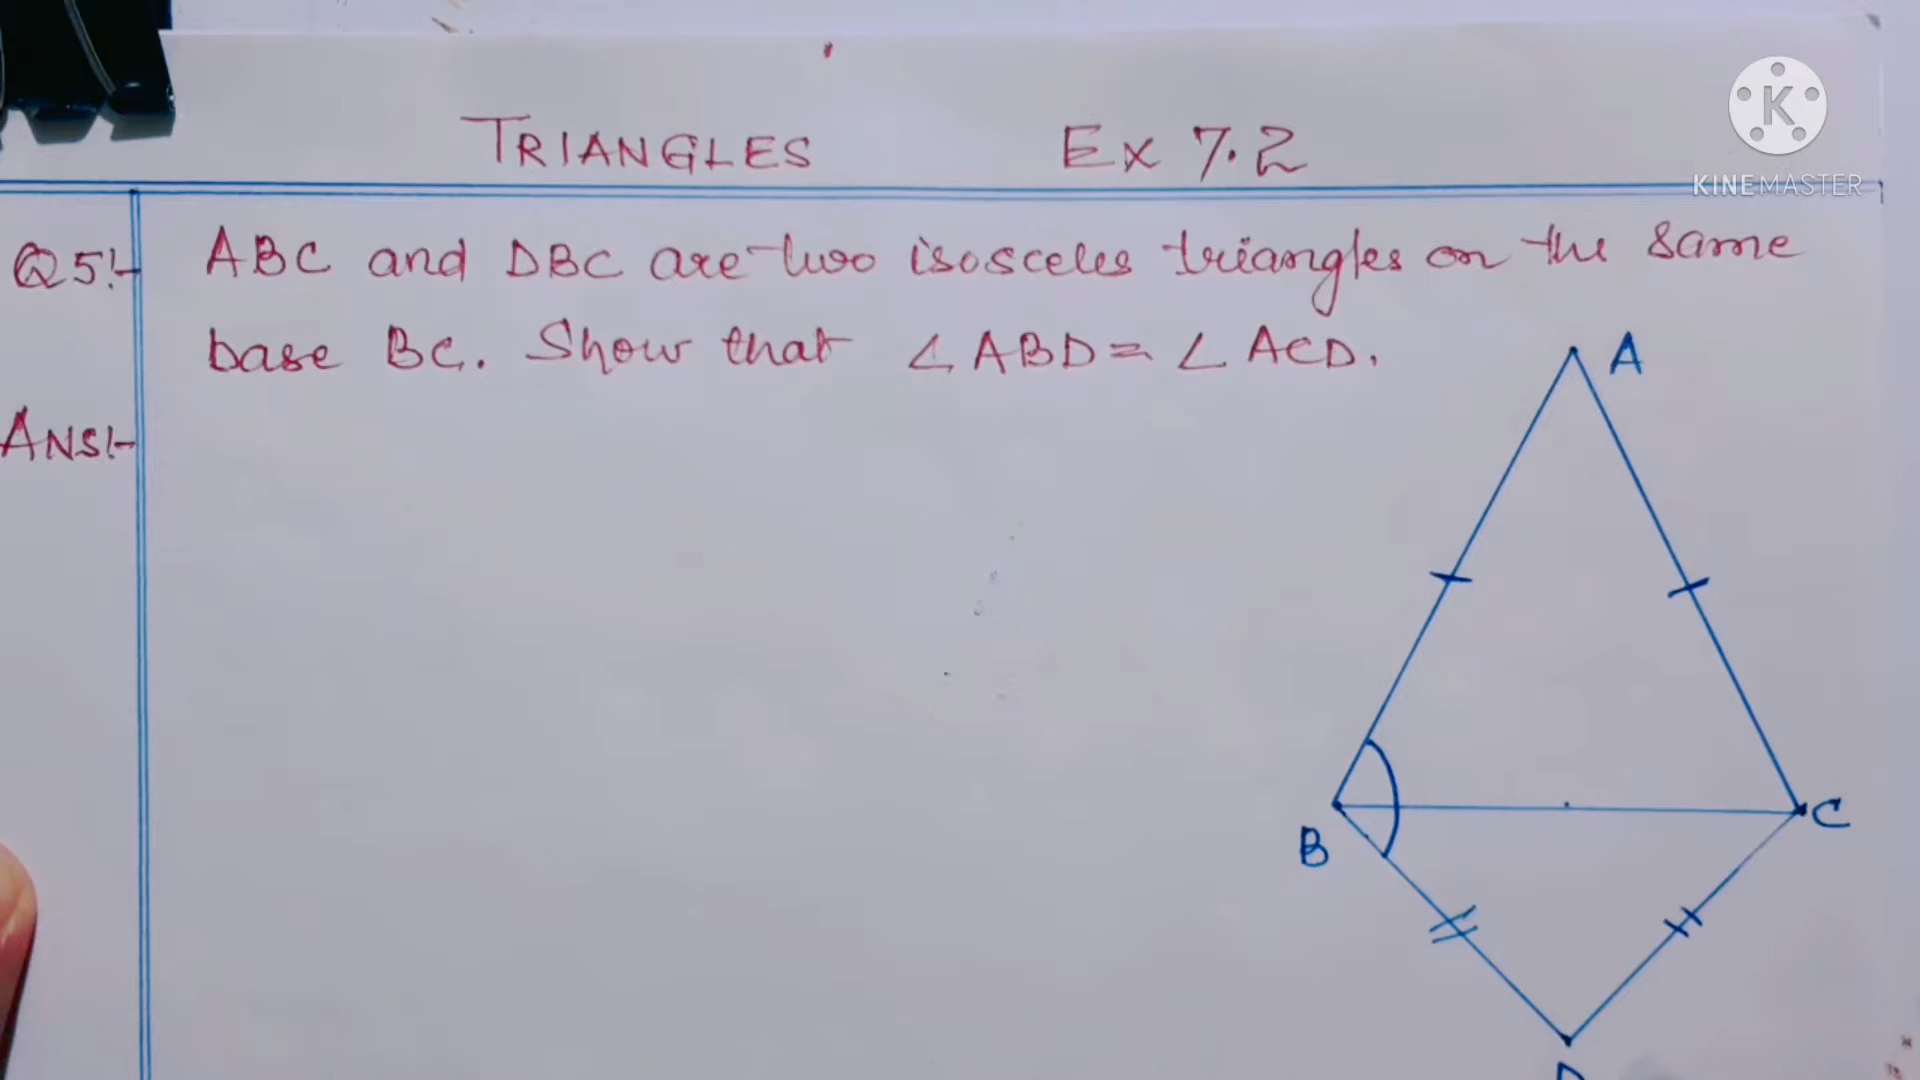 TRIANGLES Ex 7.2
K
KINEMASTER
Q5:- ABC and DBC are two isosceles triangles on the same
base BC. Show that ∠ABD = ∠ACD.
ANS:-
A
B
C
D